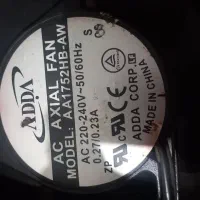 ADDA
AC AXIAL FAN
MODEL: AA1752HB-AW
AC 220-240V~50/60Hz
0.27/0.23A
ADDA CORP.
MADE IN CHINA
S